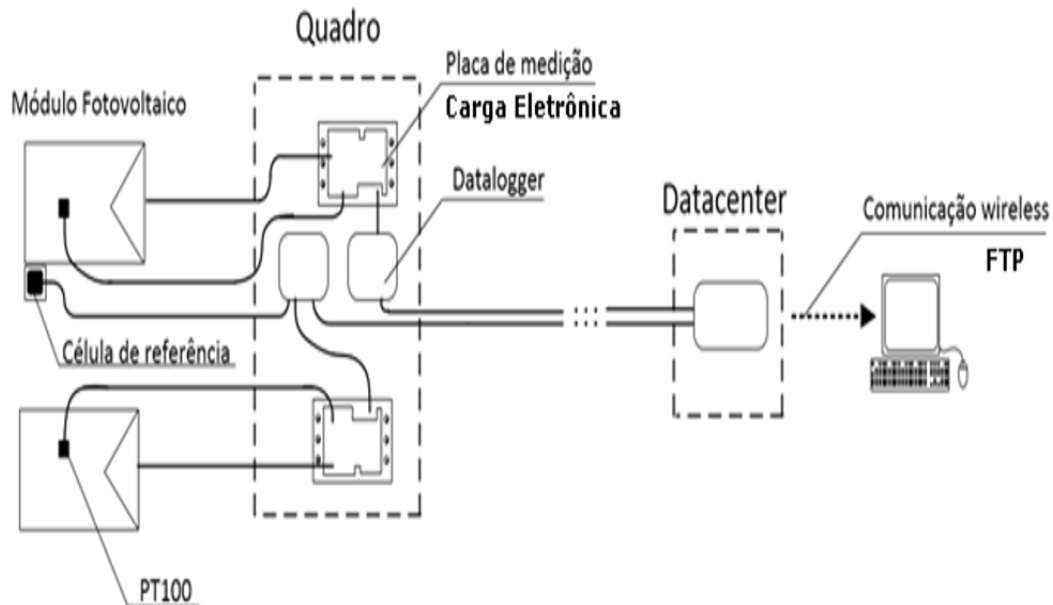 Quadro
Placa de medição
Carga Eletrônica
Módulo Fotovoltaico
Datalogger
Datacenter
Comunicação wireless
FTP
Célula de referência
PT100